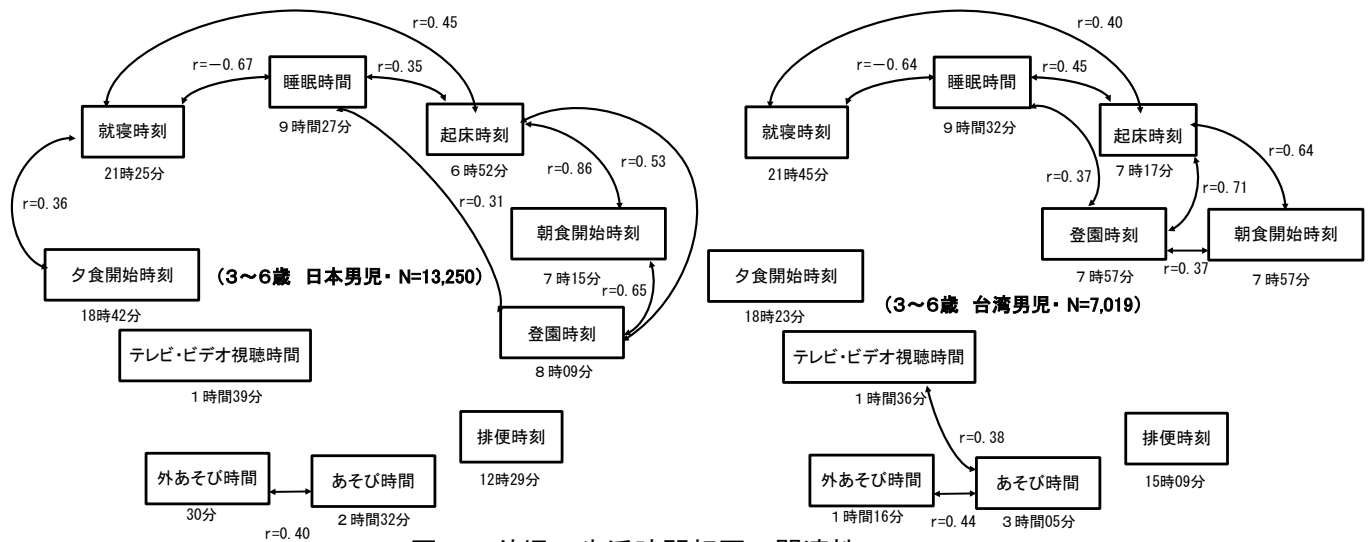 r=0.45
r=−0.67
睡眠時間
r=0.35
9時間27分
就寝時刻
21時25分
起床時刻
6時52分
r=0.53
r=0.86
r=0.36
r=0.31
朝食開始時刻
7時15分
夕食開始時刻
18時42分
(3～6歳 日本男児・N=13,250)
r=0.65
登園時刻
8時09分
テレビ・ビデオ視聴時間
1時間39分
排便時刻
12時29分
外あそび時間
30分
あそび時間
2時間32分
r=0.40
r=0.40
r=−0.64
睡眠時間
r=0.45
9時間32分
就寝時刻
21時45分
起床時刻
7時17分
r=0.64
r=0.37
r=0.71
登園時刻
7時57分
朝食開始時刻
7時57分
r=0.37
夕食開始時刻
18時23分
(3～6歳 台湾男児・N=7,019)
テレビ・ビデオ視聴時間
1時間36分
r=0.38
排便時刻
15時09分
外あそび時間
1時間16分
あそび時間
3時間05分
r=0.44